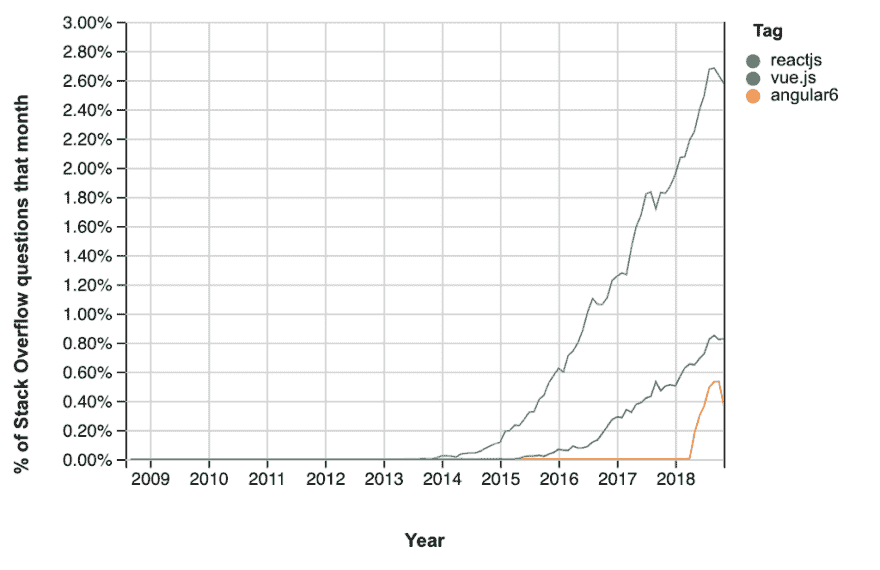 3.00%
2.80%
2.60%
2.40%
2.20%
2.00%
1.80%
1.60%
1.40%
1.20%
1.00%
0.80%
0.60%
0.40%
0.20%
0.00%
% of Stack Overflow questions that month
2009 2010 2011 2012 2013 2014 2015 2016 2017 2018
Year
Tag
reactjs
vue.js
angular6